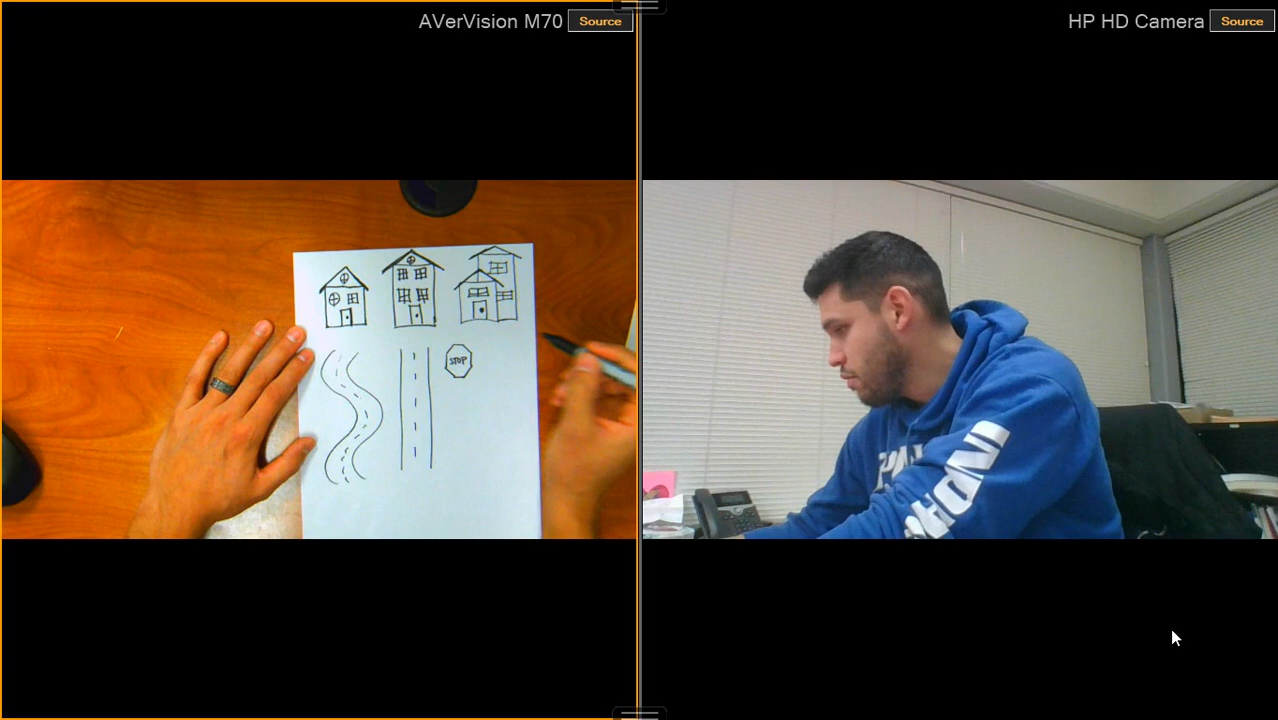 AVerVision M70
Source
HP HD Camera
Source
STOP